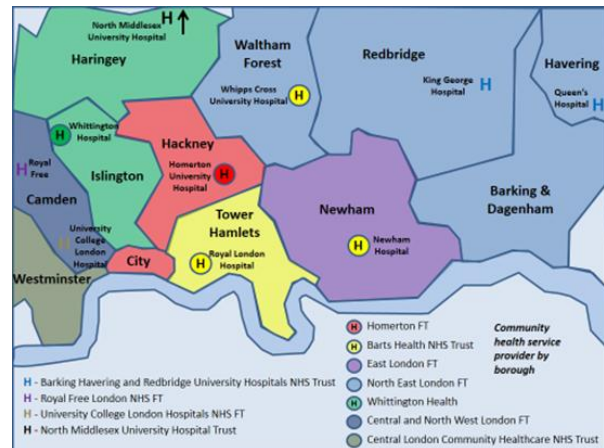 North Middlesex
University Hospital
H
Haringey
Waltham
Forest
Whipps Cross
University Hospital
H
Redbridge
King George
Hospital
H
Havering
Queen's
Hospital
H
H
Whittington
Hospital
Hackney
Homerton
University
Hospital
H
H
Royal
Free
Islington
Camden
University
College
London
Hospital
H
Tower
Hamlets
H
Royal London
Hospital
Newham
H
Newham
Hospital
Barking &
Dagenham
City
Westminster
H Homerton FT
H Barts Health NHS Trust
East London FT
North East London FT
H Whittington Health
Central and North West London FT
Central London Community Healthcare NHS Trust
Community
health service
provider by
borough
H - Barking Havering and Redbridge University Hospitals NHS Trust
H - Royal Free London NHS FT
H - University College London Hospitals NHS FT
H - North Middlesex University Hospital Trust